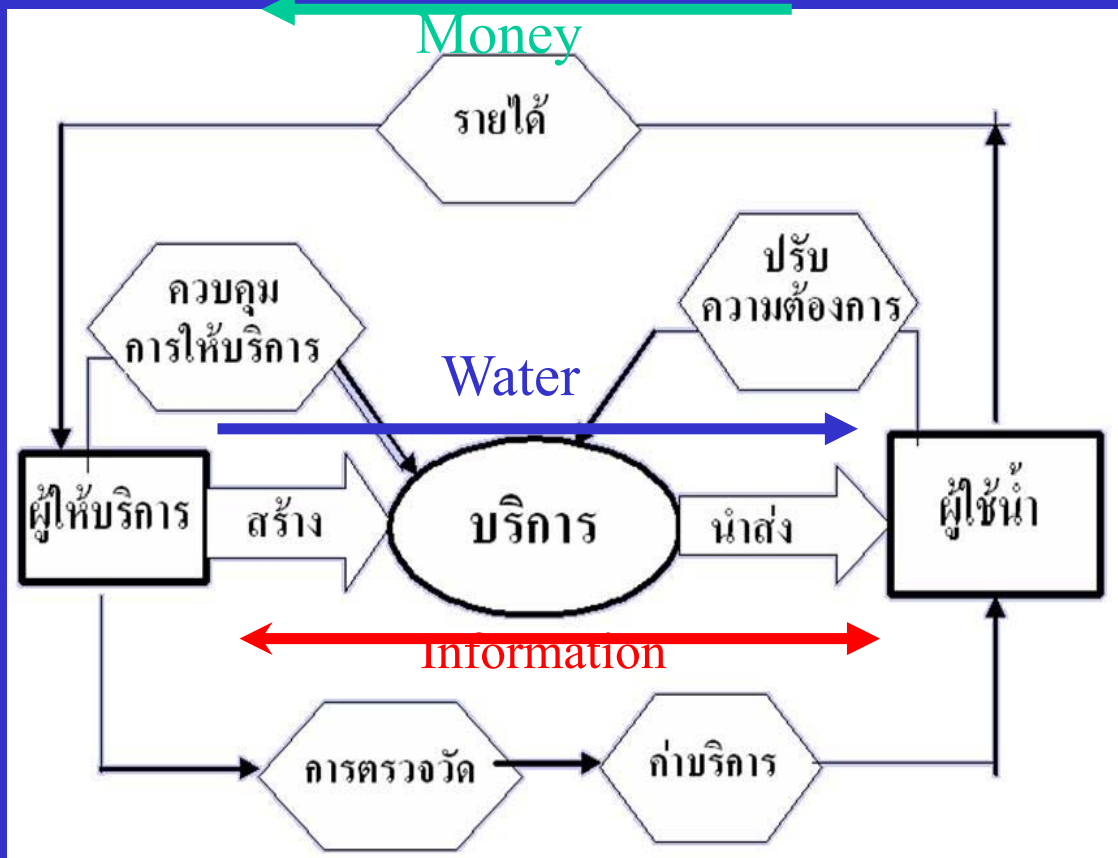 Money
รายได้
ปรับ
ความต้องการ
ควบคุม
การให้บริการ
Water
ผู้ให้บริการ
สร้าง
บริการ
นำส่ง
ผู้ใช้น้ำ
Information
การตรวจวัด
ค่าบริการ